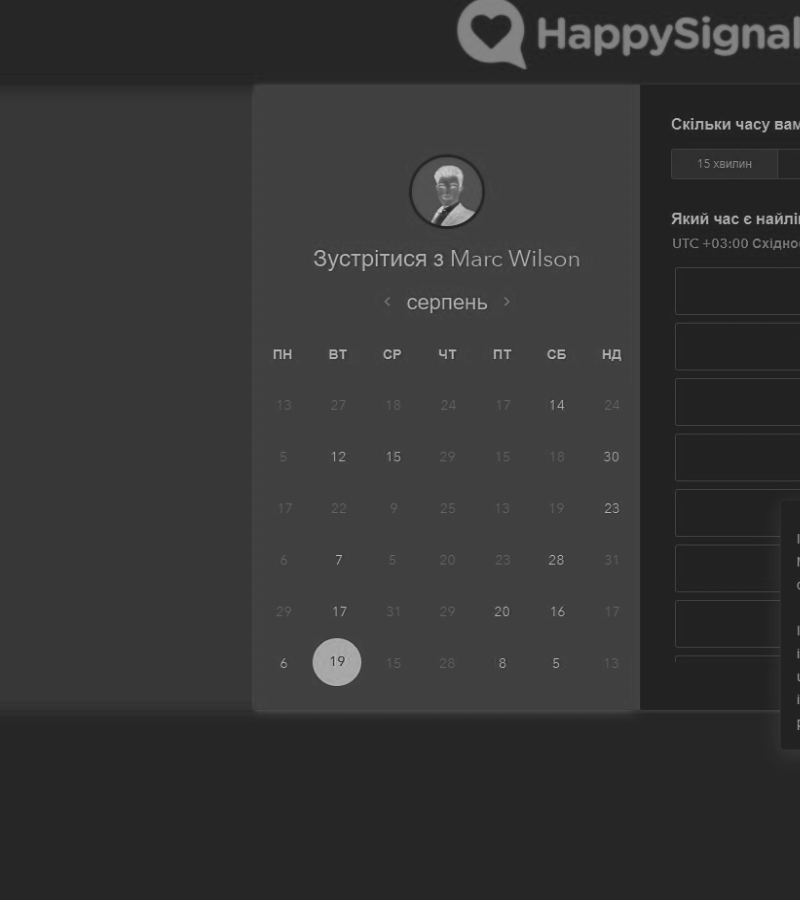 HappySignal
Зустрітися з Marc Wilson
серпень
ПН ВТ СР ЧТ ПТ СБ НД
13 27 18 24 17 14 24
5 12 15 29 15 18 30
17 22 9 25 13 19 23
6 7 5 20 23 28 31
29 17 31 29 20 16 17
6 19 15 28 8 5 13
Скільки часу вам
15 хвилин
Який час є
UTC +03:00